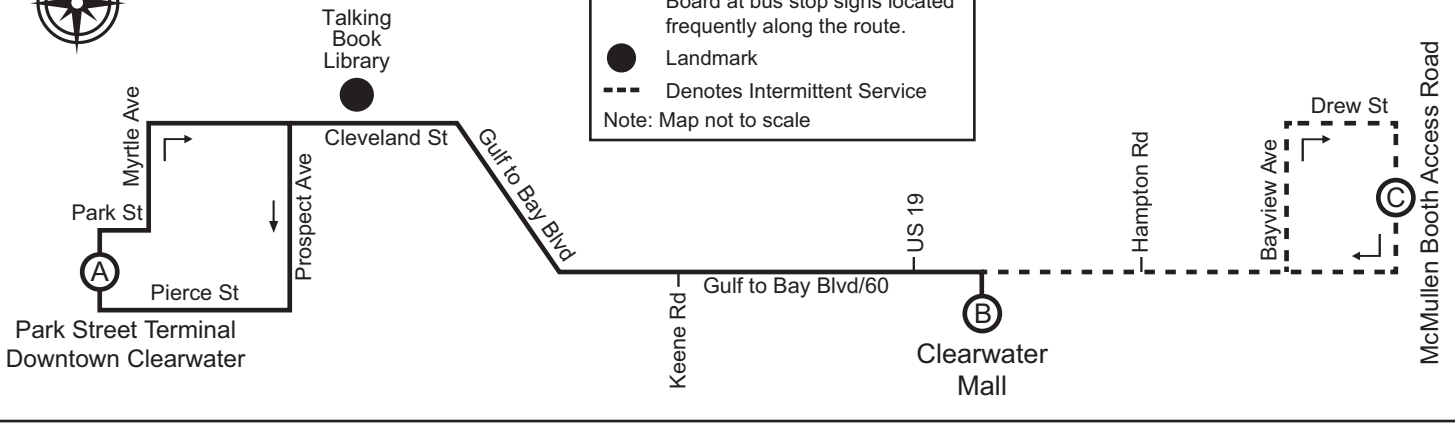 Board at bus stop signs located
frequently along the route.
Landmark
Denotes Intermittent Service
Note: Map not to scale
Talking
Book
Library
Myrtle Ave
Cleveland St
Gulf to Bay Blvd
Prospect Ave
Park St
A
Pierce St
Park Street Terminal
Downtown Clearwater
Keene Rd
Gulf to Bay Blvd/60
US 19
B
Clearwater
Mall
Hampton Rd
Bayview Ave
Drew St
C
McMullen Booth Access Road